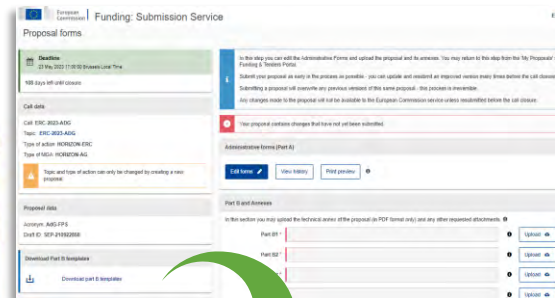 European Commission
Funding: Submission Service
Proposal forms
Deadline
23 May 2023 17:00:00 Brussels Local Time
days left until closure
Call data
Call: ERC-2023-ADG
Topic: ERC-2023-ADG
Type of action: HORIZON-ERC
Type of MGA: HORIZON-AG
Topic and type of action can only be changed by creating a new proposal.
Proposal data
Acronym: AdG-FPS
Draft ID: SEP-210922050
Download Part B templates
Download part B templates
In this step you can edit the Administrative Forms and upload the proposal and its annexes. You may return to this step from the 'My Proposals'
Funding & Tenders Portal.
Submit your proposal as early in the process as possible - you can update and resubmit an improved version many times before the call closure
Submitting a proposal will overwrite any previous versions of this same proposal - this process is irreversible.
Any changes made to the proposal will not be available to the European Commission service unless resubmitted before the call closure.
Your proposal contains changes that have not yet been submitted.
Administrative forms (Part A)
Edit forms
View history
Print preview
Part B and Annexes
In this section you may upload the technical annex of the proposal (in PDF format only) and any other requested attachments.
Part B1 *
Upload
Part B2 *
Upload
Upload
Upload